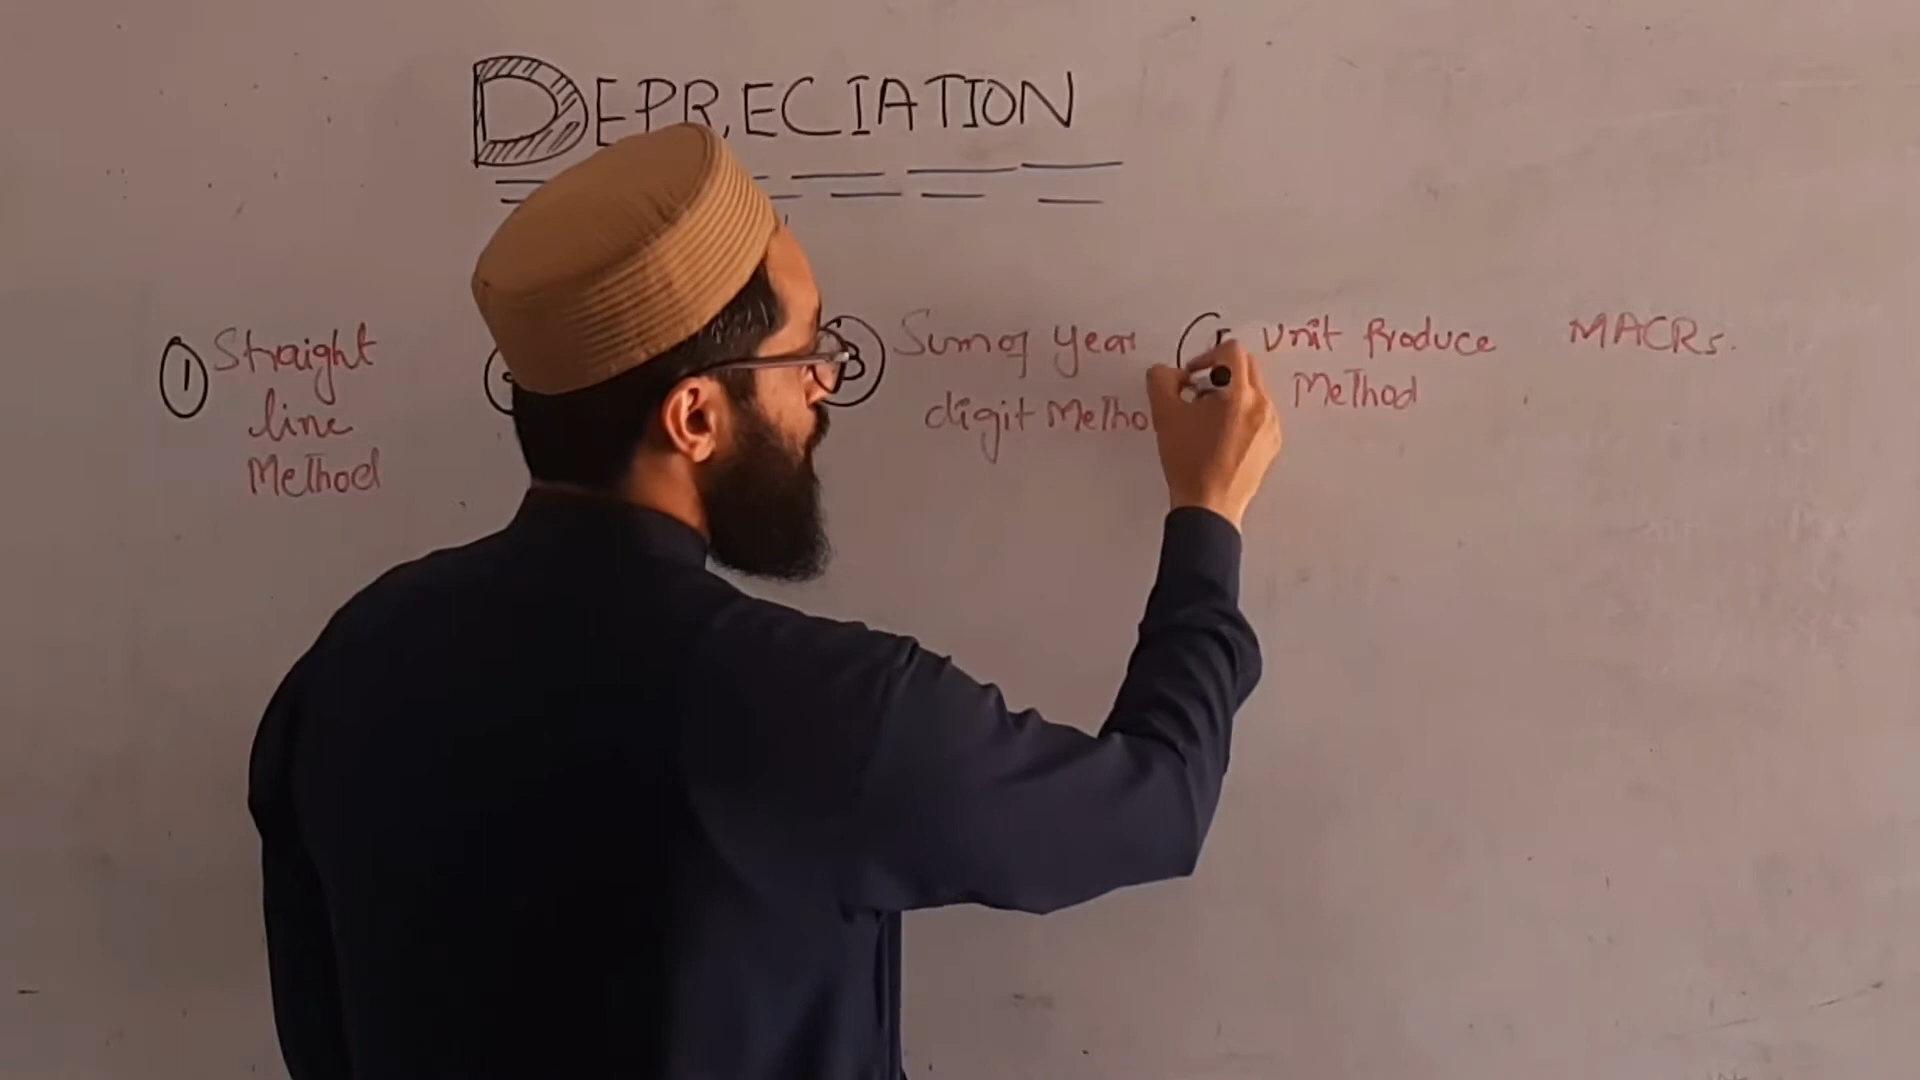 DEPRECIATION
① Straight
line
Method
③ Sum of year
digit Metho
unit Produce
Method
MACRs.